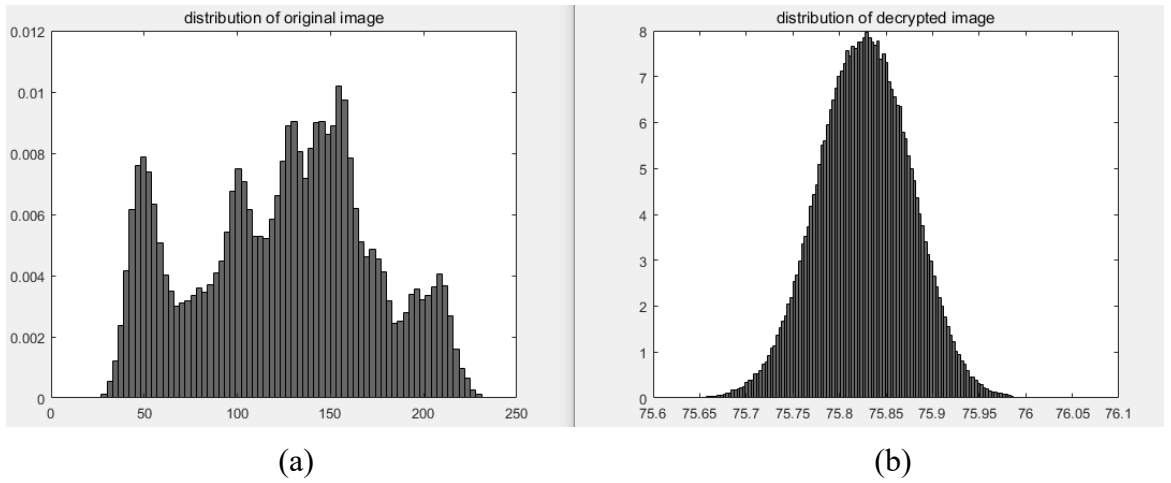 distribution of original image
0.012
0.01
0.008
0.006
0.004
0.002
0
0 50 100 150 200 250
(a)
distribution of decrypted image
8
7
6
5
4
3
2
1
0
75.6 75.65 75.7 75.75 75.8 75.85 75.9 75.95 76 76.05 76.1
(b)